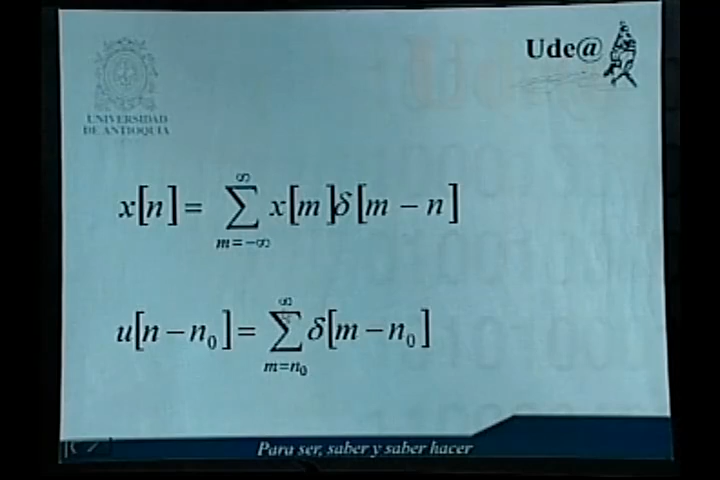 Ude@
UNIVERSIDAD
DE ANTIOQUIA
x[n] = ∑_{m=-∞}^{∞} x[m]δ[m − n]
u[n − n₀] = ∑_{m=n₀}^{∞} δ[m − n₀]
Para ser, saber y saber hacer